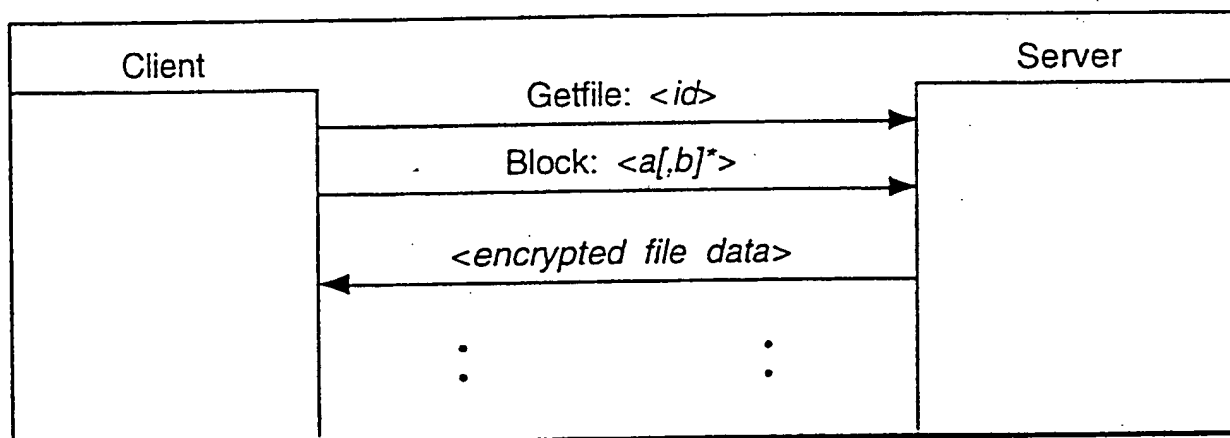 Client
Server
Getfile: <id>
Block: <a[,b]*>
<encrypted file data>